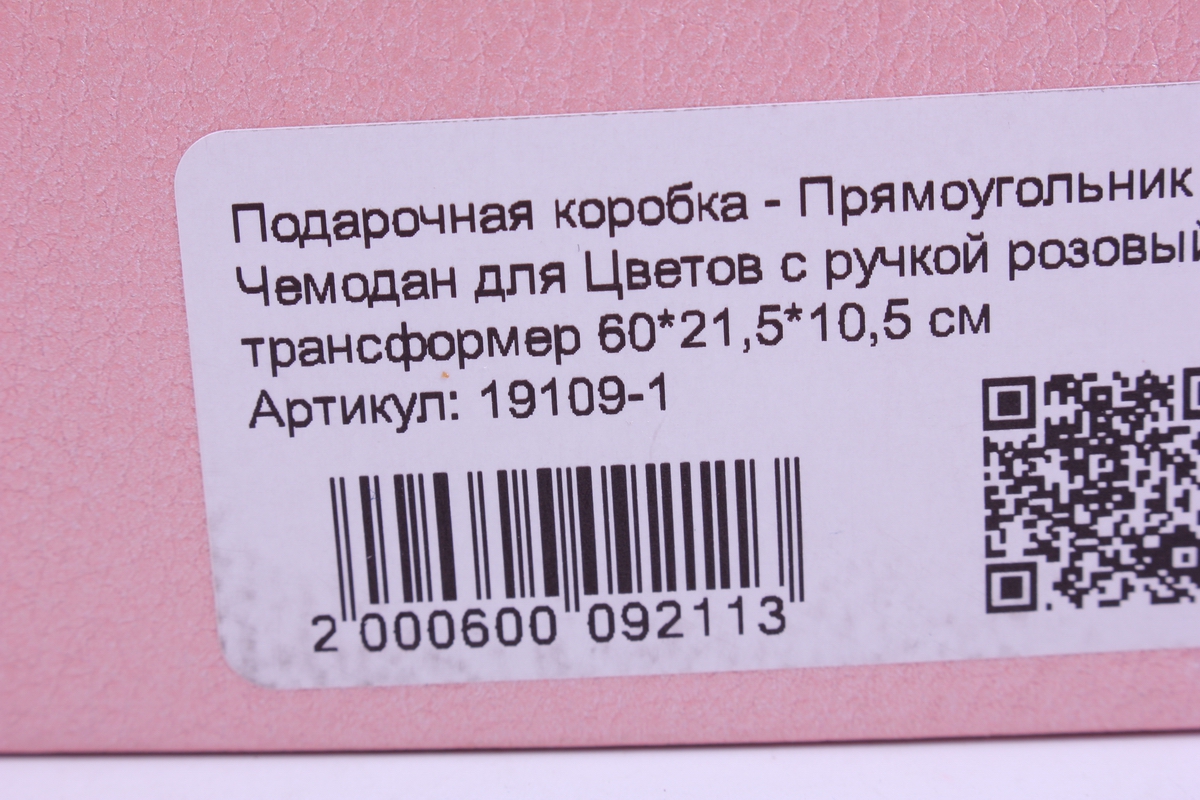 Подарочная коробка - Прямоугольник
Чемодан для Цветов с ручкой розовый
трансформер 60*21,5*10,5 см
Артикул: 19109-1
2 000600 092113